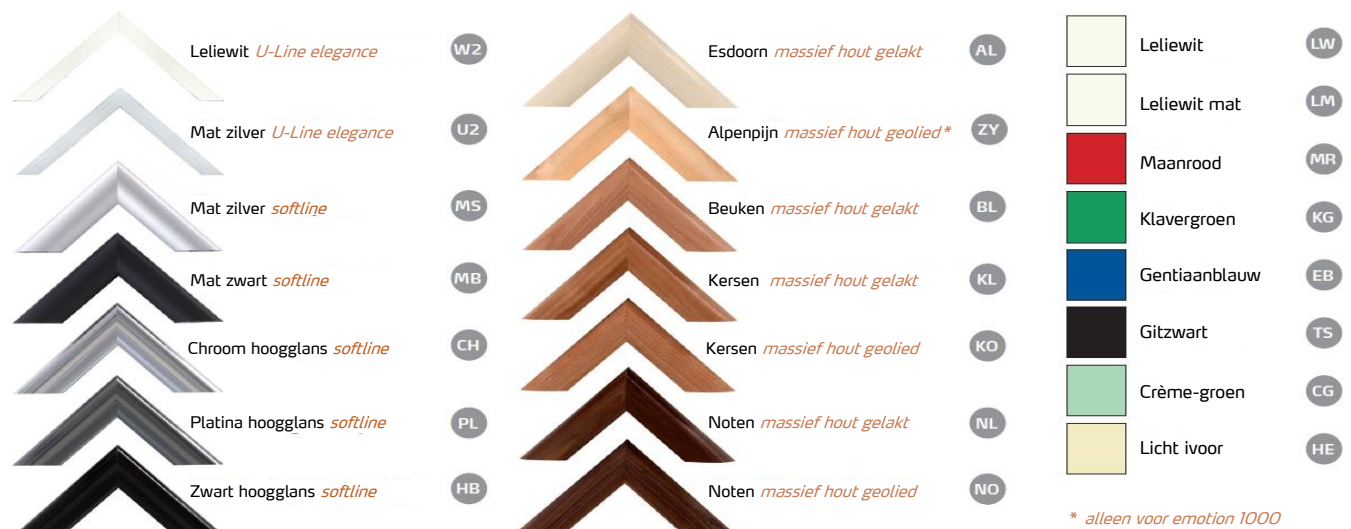 Leliewit U-Line elegance W2
Mat zilver U-Line elegance U2
Mat zilver softline MS
Mat zwart softline MB
Chroom hoogglans softline CH
Platina hoogglans softline PL
Zwart hoogglans softline HB
Esdoorn massief hout gelakt AL
Alpenpijn massief hout geolied* ZY
Beuken massief hout gelakt BL
Kersen massief hout gelakt KL
Kersen massief hout geolied KO
Noten massief hout gelakt NL
Noten massief hout geolied NO
Leliewit LW
Leliewit mat LM
Maanrood MR
Klavergroen KG
Gentiaanblauw EB
Gitzwart TS
Crème-groen CG
Licht ivoor HE
* alleen voor emotion 1000